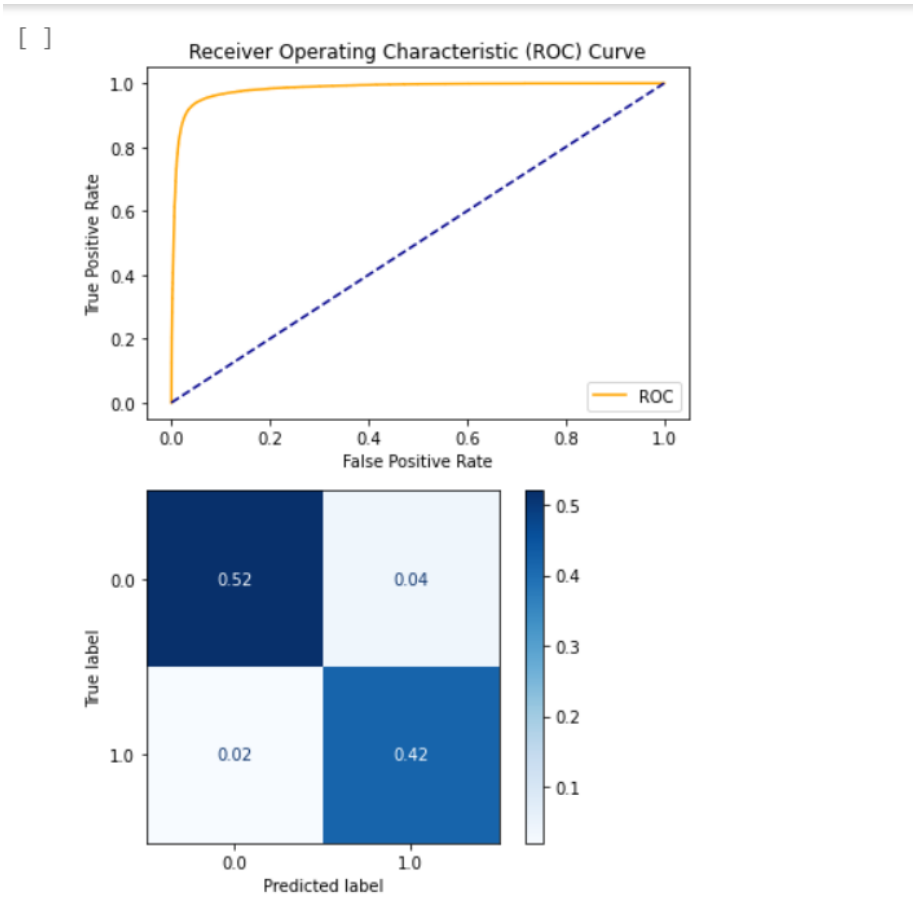 [ ]
Receiver Operating Characteristic (ROC) Curve
1.0
0.8
0.6
0.4
0.2
0.0
True Positive Rate
ROC
0.0 0.2 0.4 0.6 0.8 1.0
False Positive Rate
0.52 0.04
0.02 0.42
0.0
1.0
True label
0.0 1.0
Predicted label
0.5
0.4
0.3
0.2
0.1